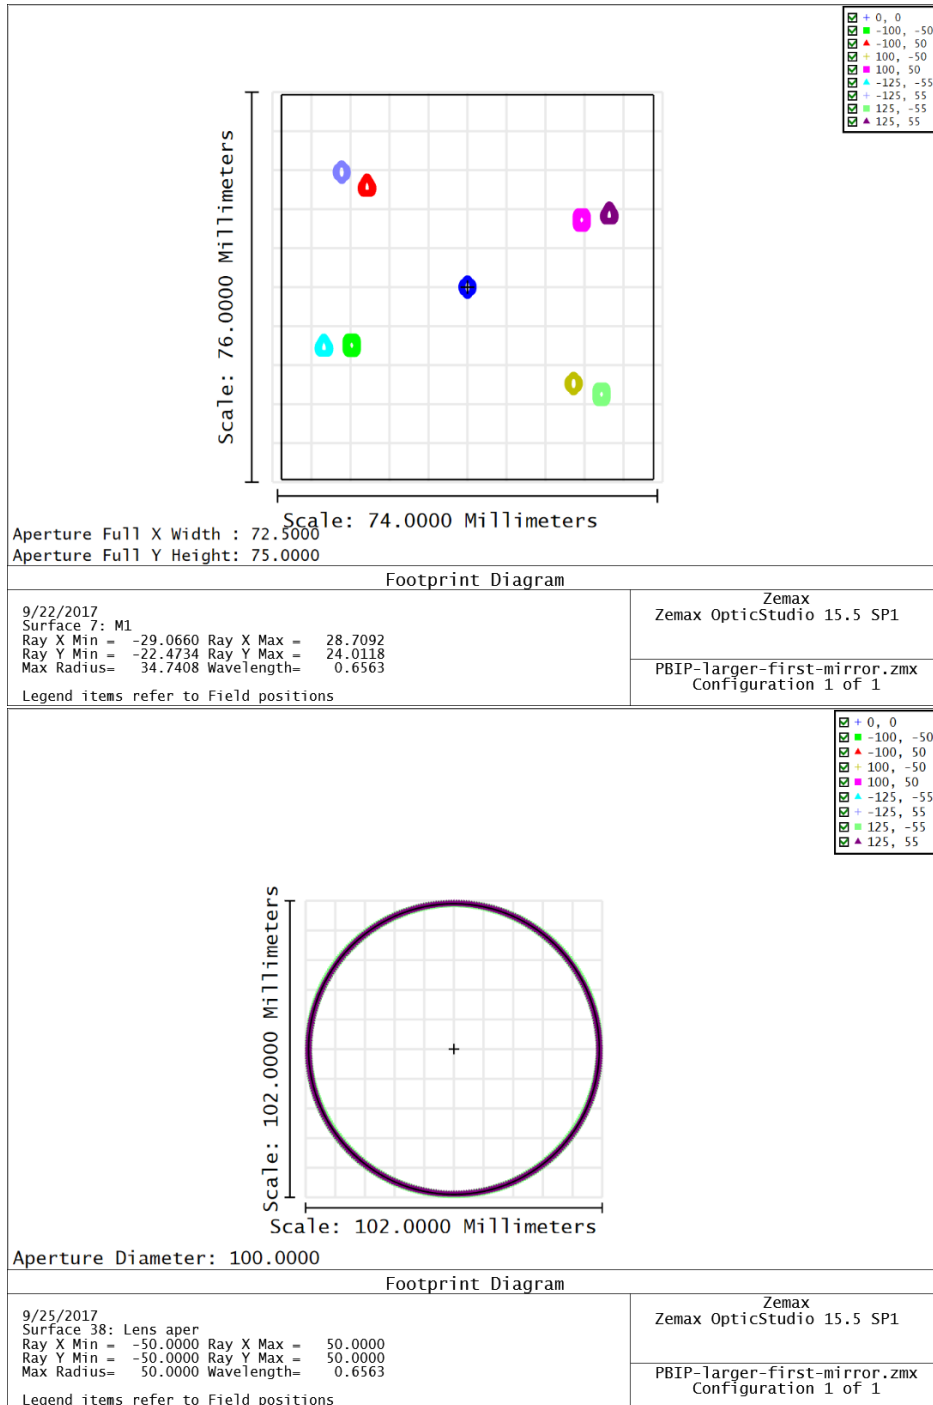 + 0, 0
-100, -50
-100, 50
+ 100, -50
100, 50
-125, -55
+ -125, 55
125, -55
125, 55
Scale: 76.0000 Millimeters
Scale: 74.0000 Millimeters
Aperture Full X Width : 72.5000
Aperture Full Y Height: 75.0000
Footprint Diagram
9/22/2017
Surface 7: M1
Ray X Min = -29.0660 Ray X Max = 28.7092
Ray Y Min = -22.4734 Ray Y Max = 24.0118
Max Radius= 34.7408 Wavelength= 0.6563
Legend items refer to Field positions
Zemax
Zemax OpticStudio 15.5 SP1
PBIP-larger-first-mirror.zmx
Configuration 1 of 1
+ 0, 0
-100, -50
-100, 50
+ 100, -50
100, 50
-125, -55
+ -125, 55
125, -55
125, 55
Scale: 102.0000 Millimeters
Scale: 102.0000 Millimeters
Aperture Diameter: 100.0000
Footprint Diagram
9/25/2017
Surface 38: Lens aper
Ray X Min = -50.0000 Ray X Max = 50.0000
Ray Y Min = -50.0000 Ray Y Max = 50.0000
Max Radius= 50.0000 Wavelength= 0.6563
Legend items refer to Field positions
Zemax
Zemax OpticStudio 15.5 SP1
PBIP-larger-first-mirror.zmx
Configuration 1 of 1